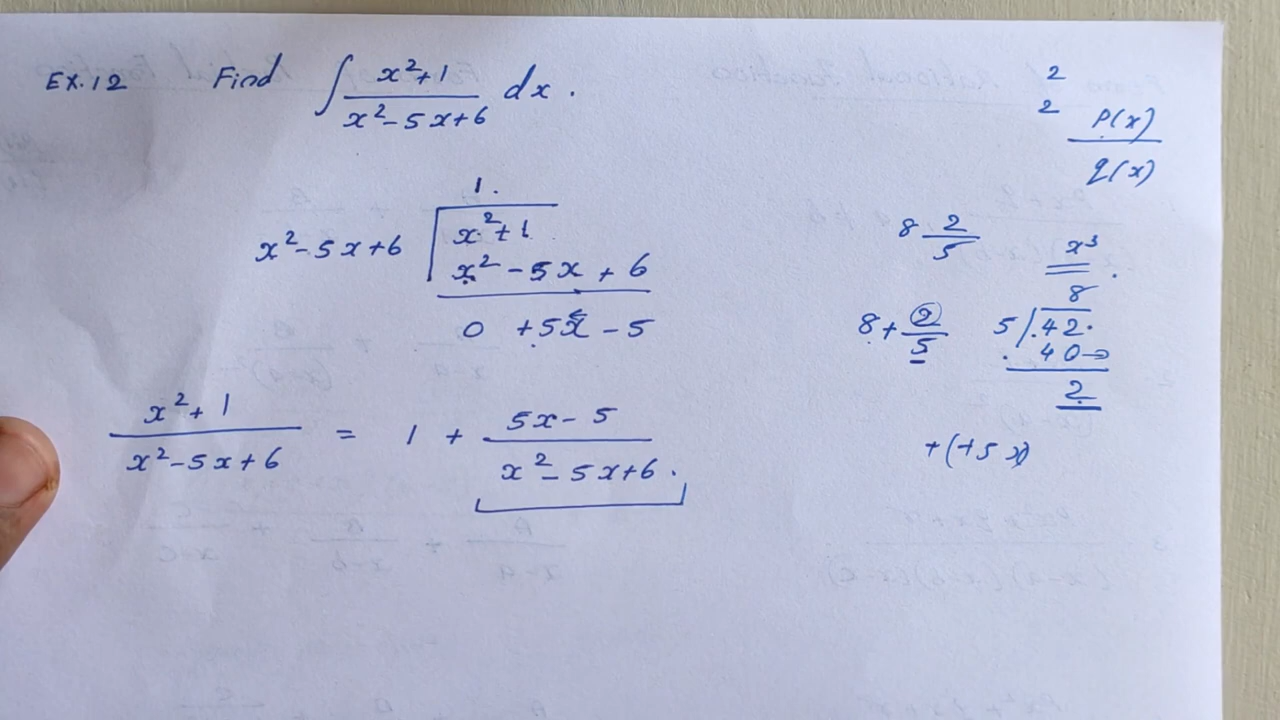 EX.12 Find ∫ x²+1 / x²-5x+6 dx.
2
2 P(x) / q(x)
1.
x²-5x+6 | x²+1
x²-5x+6
0 +5x-5
8 2/5
x³.
8+2/5
8
5 / 42.
40
2
x²+1 / x²-5x+6 = 1 + 5x-5 / x²-5x+6.
+(+5x)